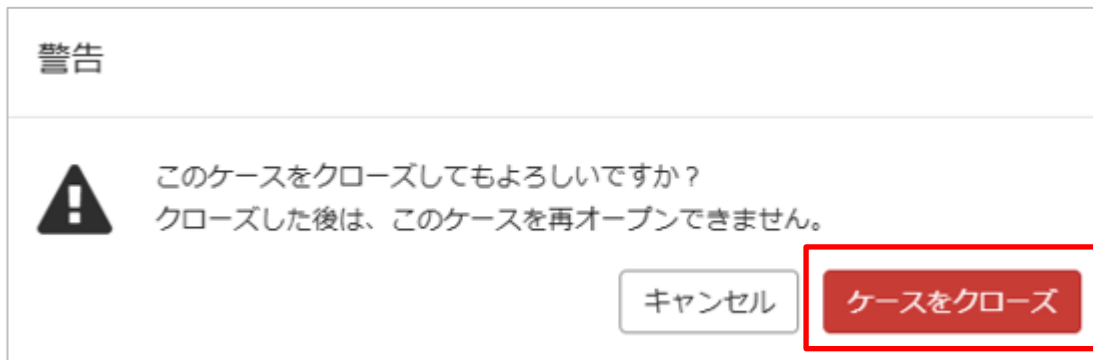 警告
このケースをクローズしてもよろしいですか？
クローズした後は、このケースを再オープンできません。
キャンセル
ケースをクローズ